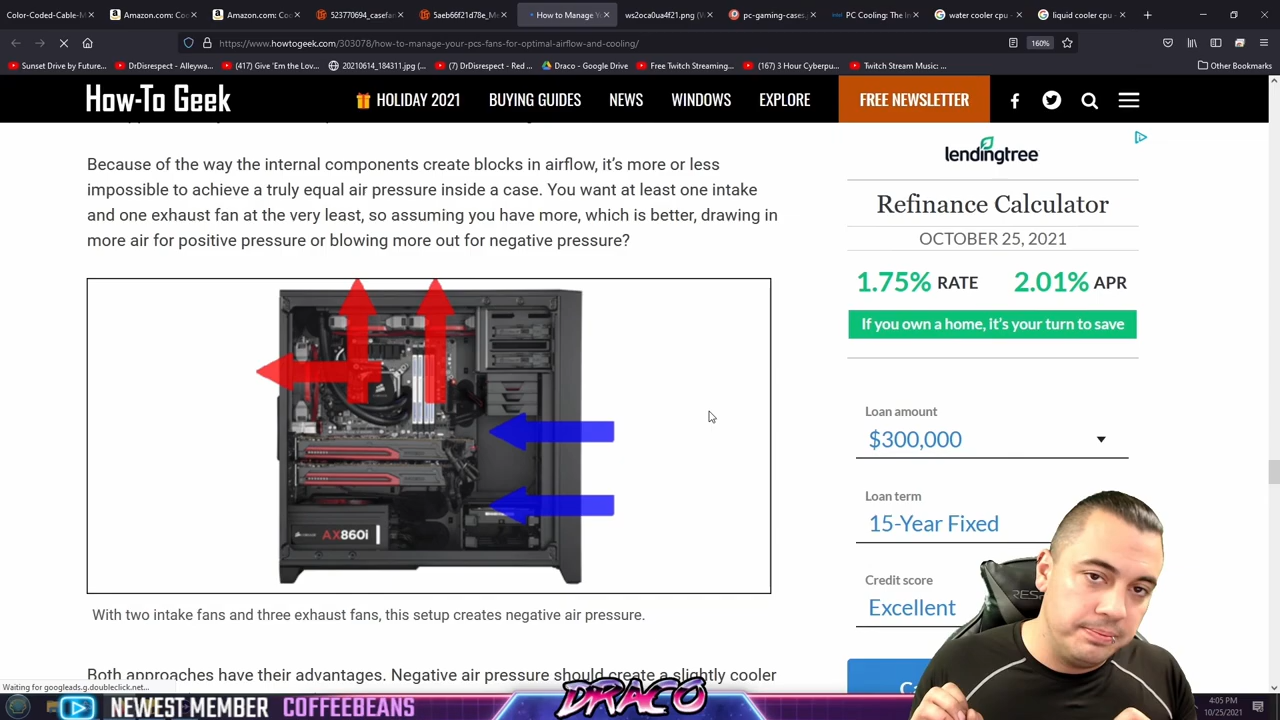 Color-Coded-Male
Amazon.com:
Amazon.com:
523770694_casefan
5aeb66f21d78e_Me
How to Manage Yo
ws2oca0ua4f21.png (W
pc-gaming-cases.j
PC Cooling: The In
water cooler cpu -
liquid cooler cpu -
https://www.howtogeek.com/303078/how-to-manage-your-pcs-fans-for-optimal-airflow-and-cooling/
160%
Sunset Drive by Future...
DrDisrespect - Alleywa...
(417) Give 'Em the Lov...
20210614_184311.jpg (...
(7) DrDisrespect - Red ...
Draco - Google Drive
Free Twitch Streaming...
(167) 3 Hour Cyberpu...
Twitch Stream Music: ...
Other Bookmarks
How-To Geek
HOLIDAY 2021
BUYING GUIDES
NEWS
WINDOWS
EXPLORE
FREE NEWSLETTER
Because of the way the internal components create blocks in airflow, it's more or less
impossible to achieve a truly equal air pressure inside a case. You want at least one intake
and one exhaust fan at the very least, so assuming you have more, which is better, drawing in
more air for positive pressure or blowing more out for negative pressure?
AX860i
With two intake fans and three exhaust fans, this setup creates negative air pressure.
Both approaches have their advantages. Negative air pressure should create a slightly cooler
lendingtree
Refinance Calculator
OCTOBER 25, 2021
1.75% RATE 2.01% APR
If you own a home, it's your turn to save
Loan amount
$300,000
Loan term
15-Year Fixed
Credit score
Excellent
Waiting for googleads.g.doubleclick.net...
NEWEST MEMBER COFFEEBEANS
DRACO
4:05 PM
10/25/2021